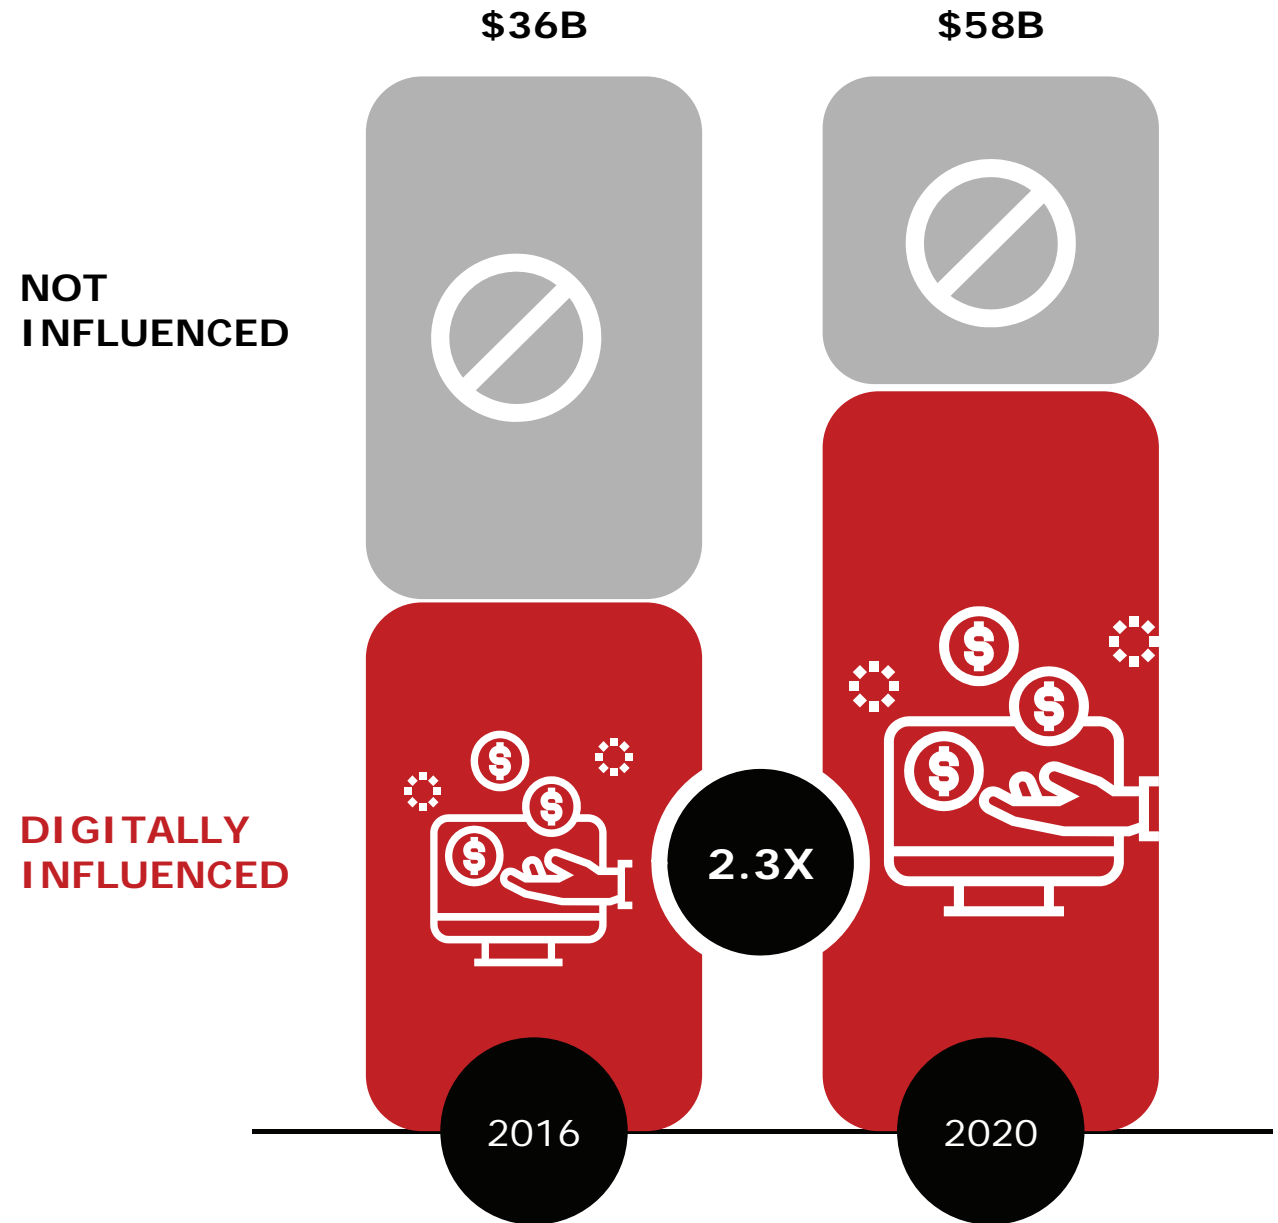 $36B
$58B
NOT
INFLUENCED
DIGITALLY
INFLUENCED
$
$
$
$
$
$
2.3X
2016
2020